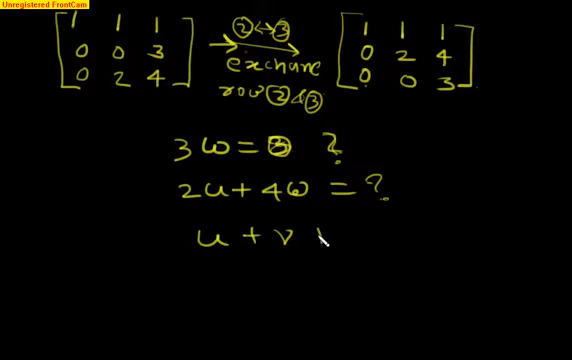 Unregistered FrontCam
1 1 1
0 0 3
0 2 4
②↔③
exchane
row ② & ③
1 1 1
0 2 4
0 0 3
3w = 3 ?
2u + 4w = ?
u + v